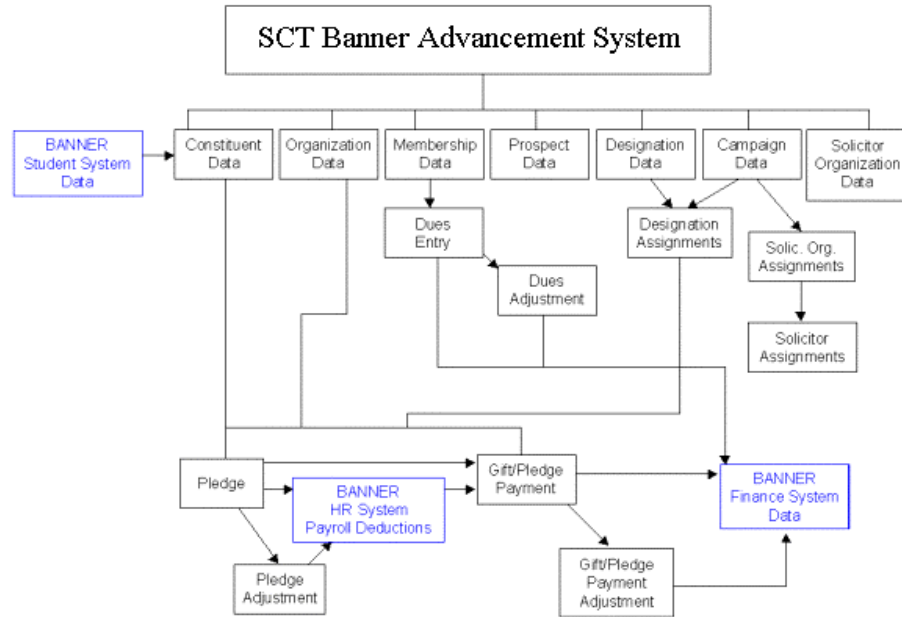 SCT Banner Advancement System
BANNER
Student System
Data
Constituent
Data
Organization
Data
Membership
Data
Prospect
Data
Designation
Data
Campaign
Data
Solicitor
Organization
Data
Dues
Entry
Designation
Assignments
Solic. Org.
Assignments
Dues
Adjustment
Solicitor
Assignments
Pledge
BANNER
HR System
Payroll Deductions
Gift/Pledge
Payment
BANNER
Finance System
Data
Pledge
Adjustment
Gift/Pledge
Payment
Adjustment